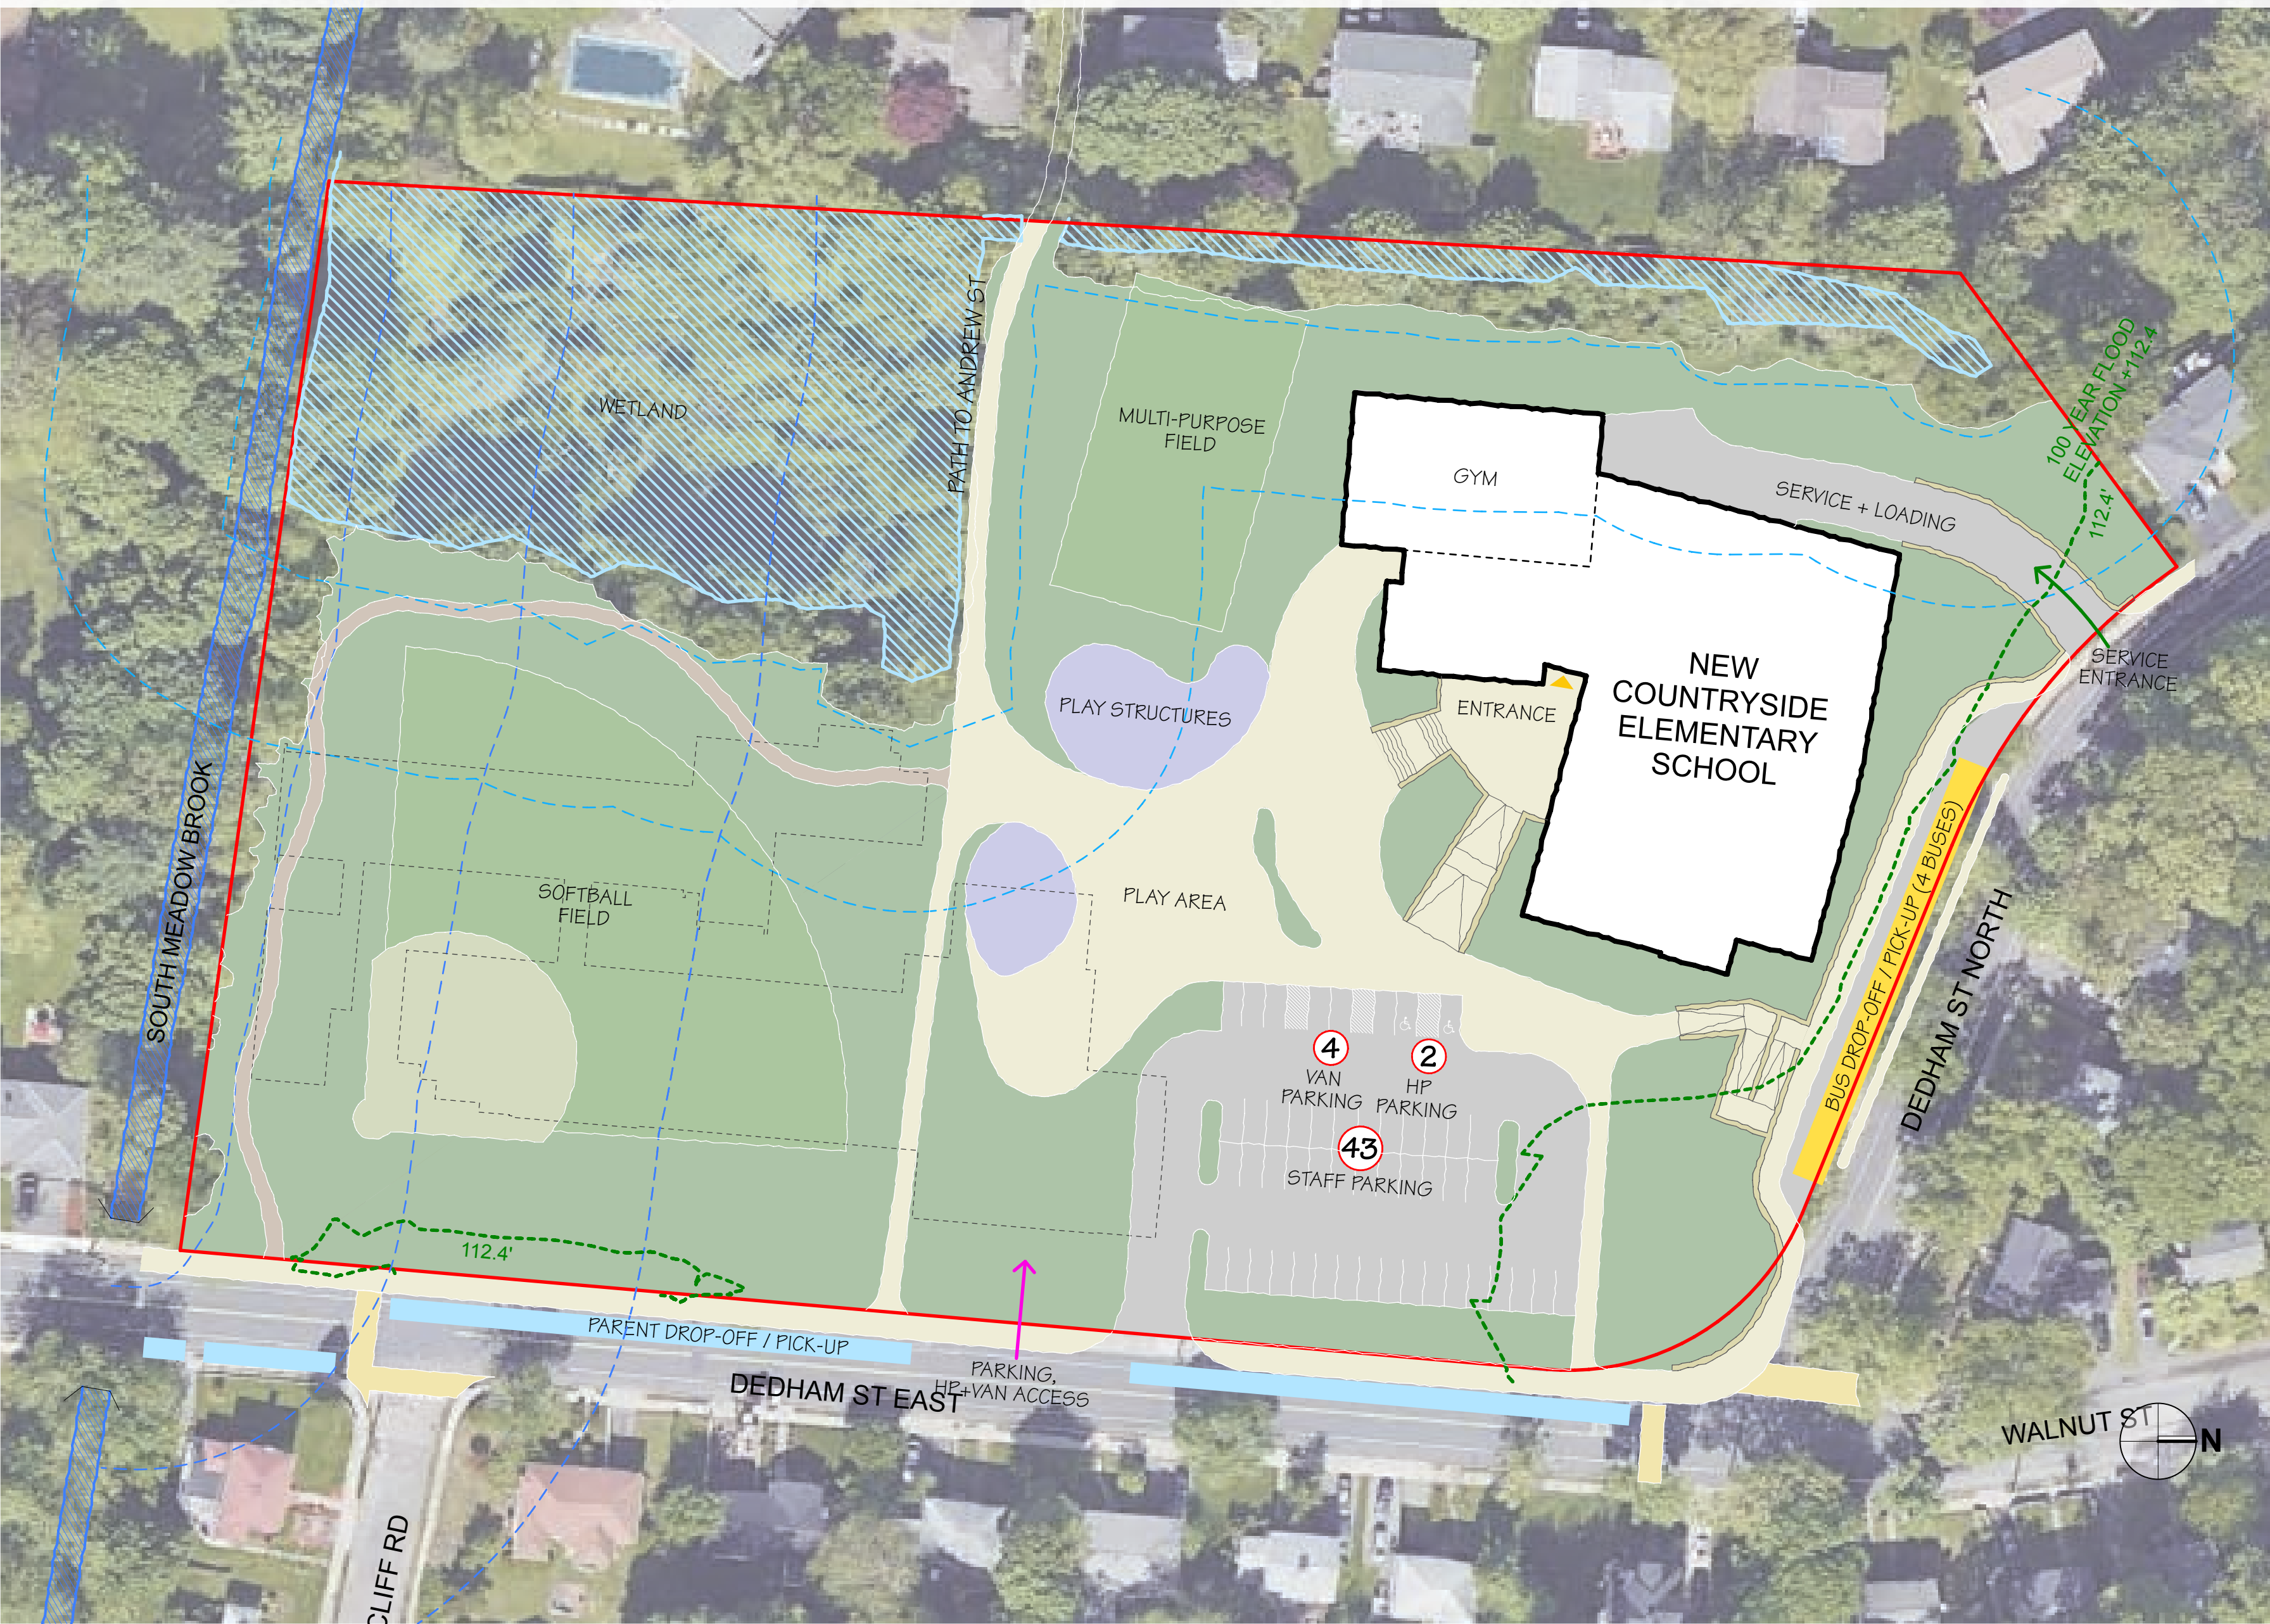 100 YEAR FLOOD
ELEVATION +112.4
112.4'
PATH TO ANDREW ST
WETLAND
MULTI-PURPOSE
FIELD
GYM
SERVICE + LOADING
SERVICE
ENTRANCE
NEW
COUNTRYSIDE
ELEMENTARY
SCHOOL
ENTRANCE
PLAY STRUCTURES
PLAY AREA
SOFTBALL
FIELD
SOUTH MEADOW BROOK
BUS DROP-OFF / PICK-UP (4 BUSES)
DEDHAM ST NORTH
4
VAN
PARKING
2
HP
PARKING
43
STAFF PARKING
112.4'
PARENT DROP-OFF / PICK-UP
PARKING,
HP+VAN ACCESS
DEDHAM ST EAST
WALNUT ST
N
CLIFF RD